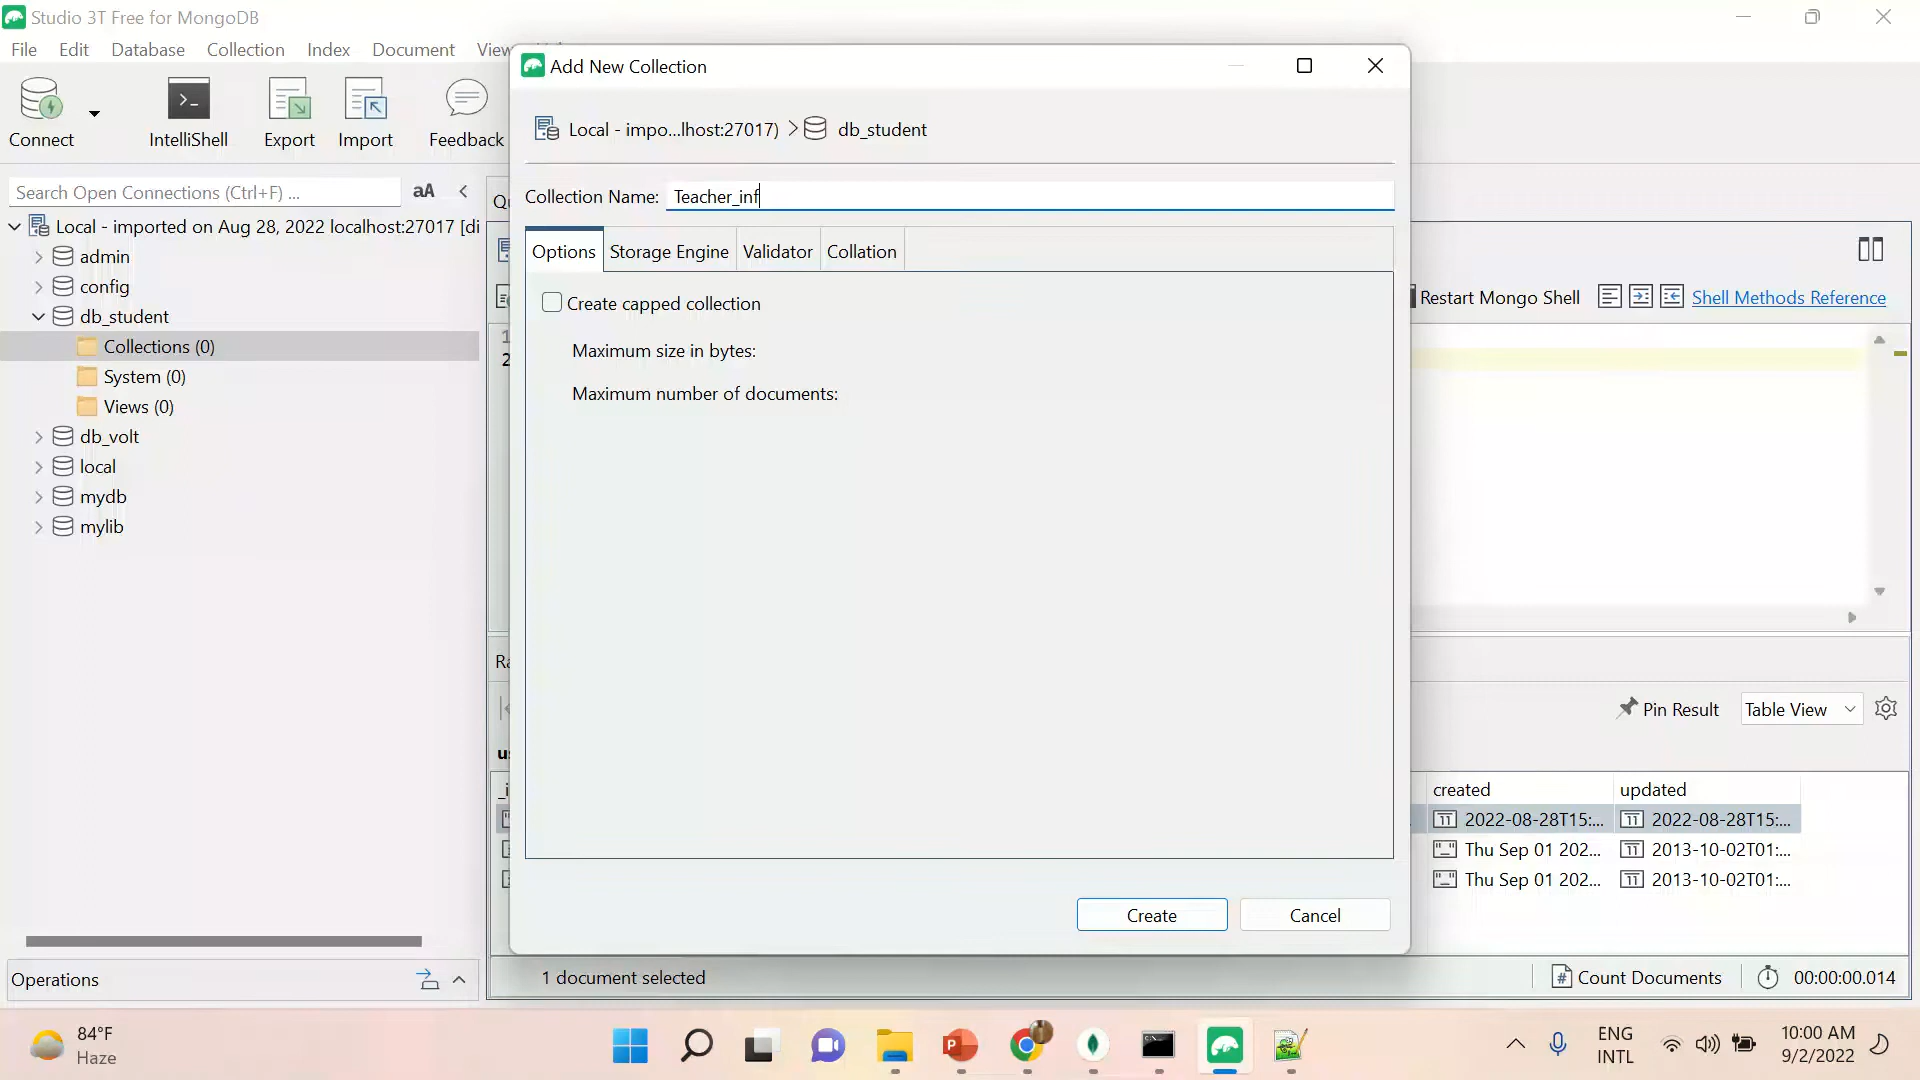 Studio 3T Free for MongoDB
File Edit Database Collection Index Document View
Connect IntelliShell Export Import Feedback
Search Open Connections (Ctrl+F) ... aA
Local - imported on Aug 28, 2022 localhost:27017 [di
admin
config
db_student
Collections (0)
System (0)
Views (0)
db_volt
local
mydb
mylib
Operations
Add New Collection
Local - impo...lhost:27017) > db_student
Collection Name: Teacher_inf
Options Storage Engine Validator Collation
Create capped collection
Maximum size in bytes:
Maximum number of documents:
Create Cancel
Restart Mongo Shell Shell Methods Reference
1
2
Pin Result Table View
created updated
2022-08-28T15:... 2022-08-28T15:...
Thu Sep 01 202... 2013-10-02T01:...
Thu Sep 01 202... 2013-10-02T01:...
1 document selected Count Documents 00:00:00.014
84°F
Haze
ENG
INTL
10:00 AM
9/2/2022